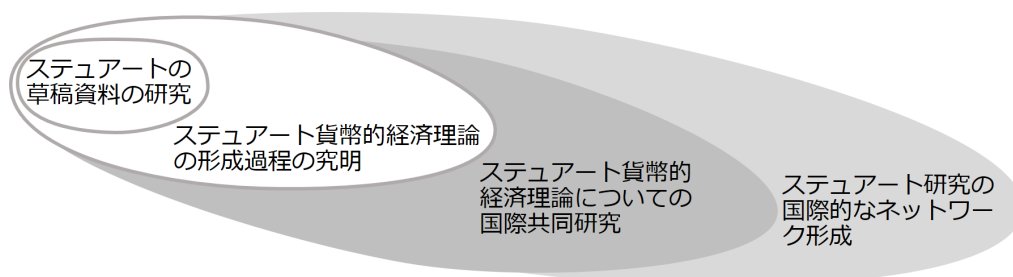 ステュアートの
草稿資料の研究
ステュアート貨幣的経済理論
の形成過程の究明
ステュアート貨幣的
経済理論についての
国際共同研究
ステュアート研究の
国際的なネットワー
ク形成